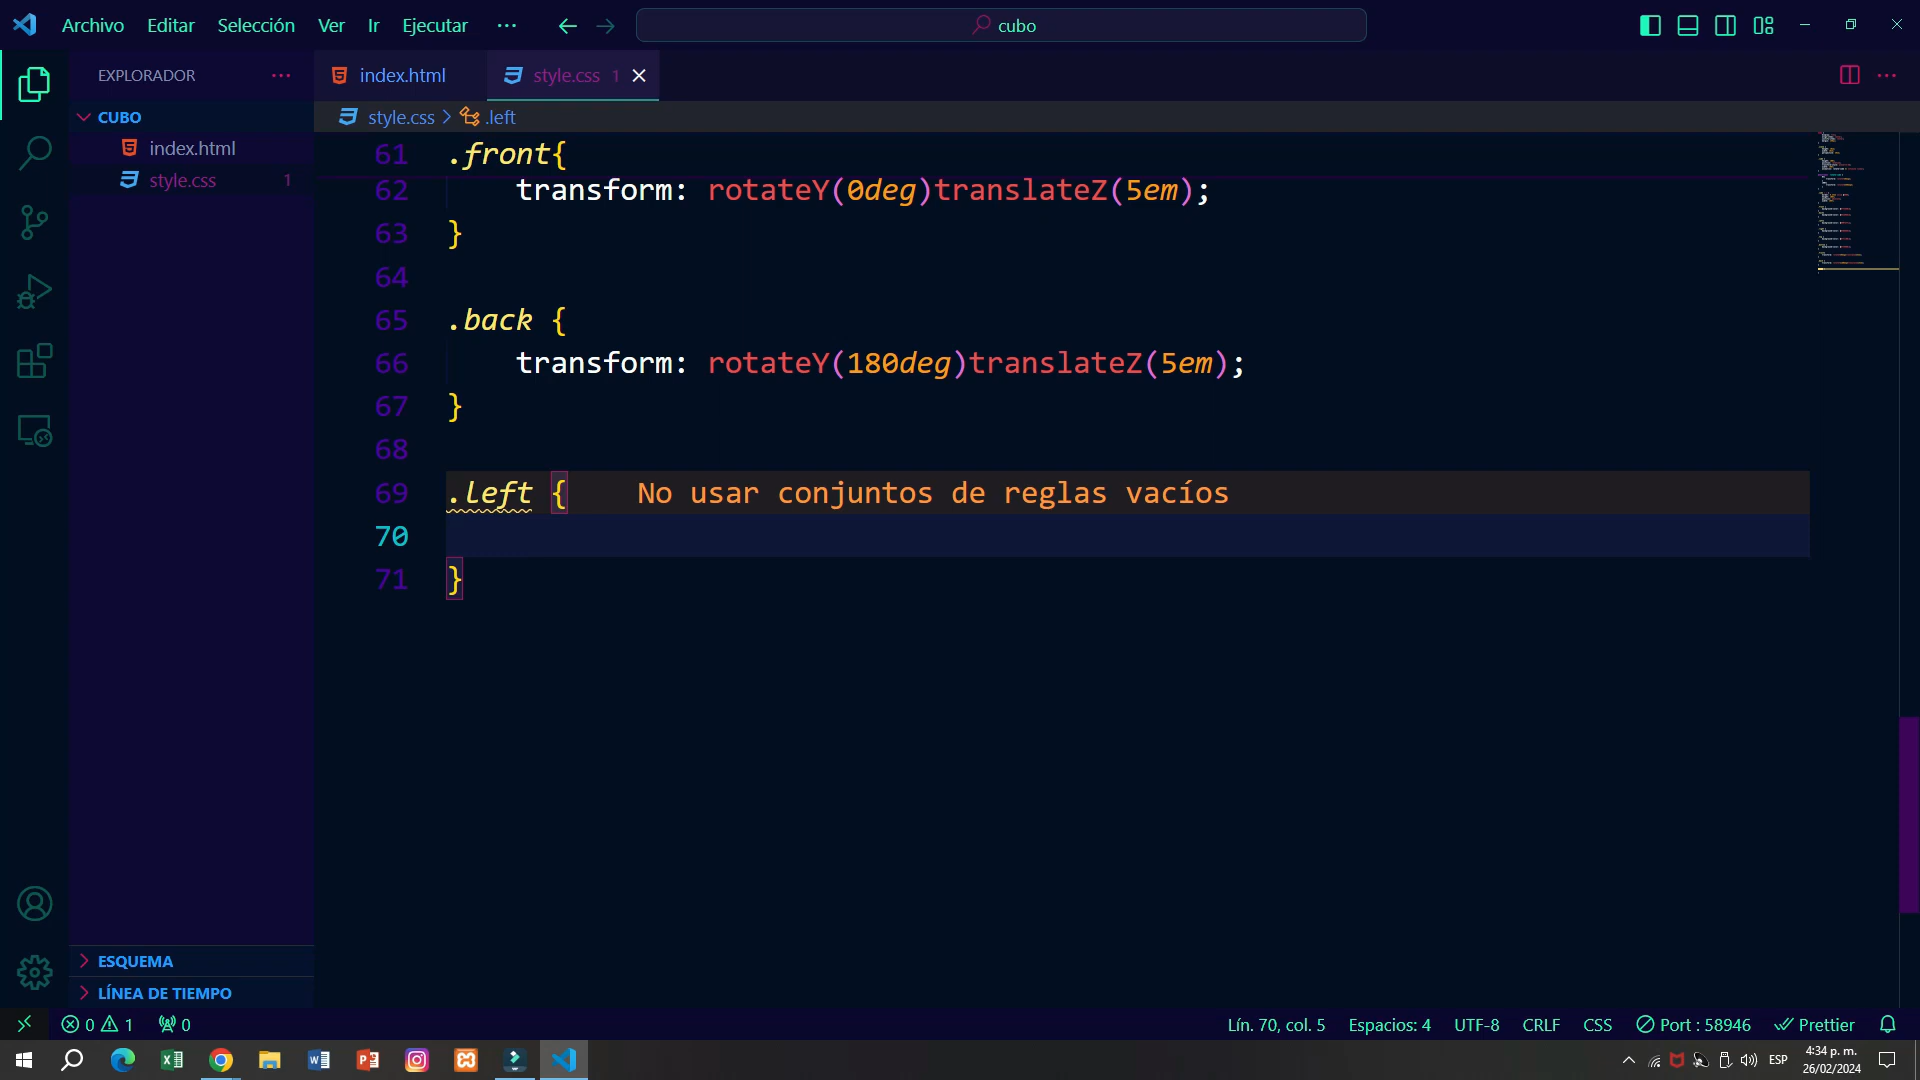 Archivo Editar Selección Ver Ir Ejecutar ···
cubo
EXPLORADOR ···
CUBO
index.html
style.css 1
ESQUEMA
LÍNEA DE TIEMPO
index.html
style.css 1
style.css > .left
61 .front{
62 transform: rotateY(0deg)translateZ(5em);
63 }
64
65 .back {
66 transform: rotateY(180deg)translateZ(5em);
67 }
68
69 .left { No usar conjuntos de reglas vacíos
70
71 }
0 1 0
Lín. 70, col. 5 Espacios: 4 UTF-8 CRLF CSS Port : 58946 Prettier
ESP
4:34 p. m.
26/02/2024